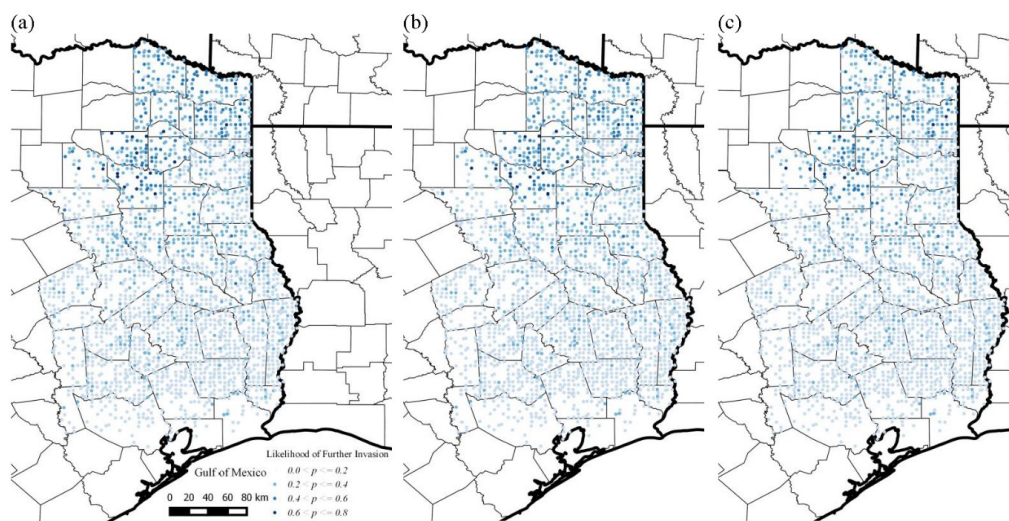 (a)
(b)
(c)
Likelihood of Further Invasion
Gulf of Mexico
0.0 < p <= 0.2
0.2 < p <= 0.4
0.4 < p <= 0.6
0.6 < p <= 0.8
0 20 40 60 80 km